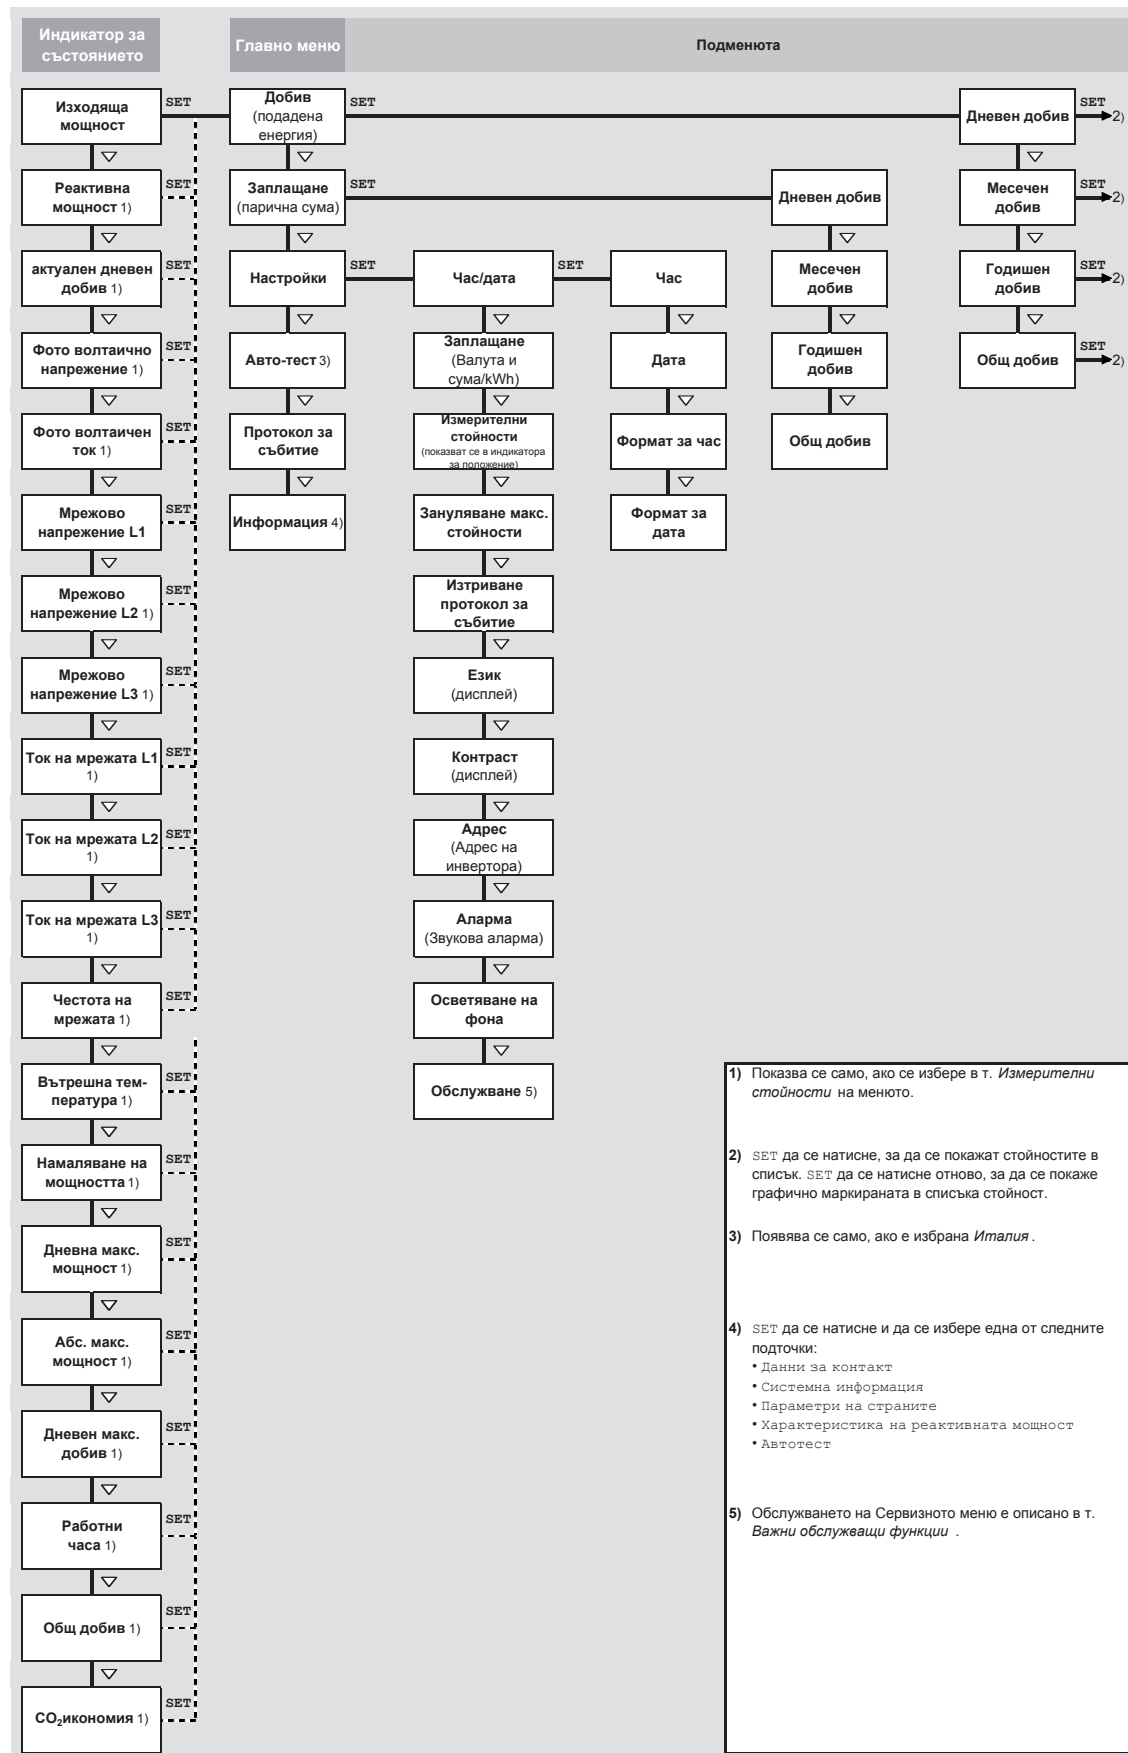 Индикатор за
състоянието
Главно меню
Подменюта
Изходяща
мощност
SET
Добив
(подадена
енергия)
SET
Дневен добив
SET
2)
Реактивна
мощност 1)
SET
Заплащане
(парична сума)
SET
Дневен добив
Месечен
добив
SET
2)
актуален дневен
добив 1)
SET
Настройки
SET
Час/дата
SET
Час
Месечен
добив
Годишен
добив
SET
2)
Фото волтаично
напрежение 1)
SET
Авто-тест 3)
Заплащане
(Валута и
сума/kWh)
Дата
Годишен
добив
Общ добив
SET
2)
Фото волтаичен
ток 1)
SET
Протокол за
събитие
Измерителни
стойности
(показват се в индикатора
за положение)
Формат за час
Общ добив
Мрежово
напрежение L1
SET
Информация 4)
Зануляване макс.
стойности
Формат за
дата
Мрежово
напрежение L2 1)
SET
Изтриване
протокол за
събитие
Мрежово
напрежение L3 1)
SET
Език
(дисплей)
Ток на мрежата L1
1)
SET
Контраст
(дисплей)
Ток на мрежата L2
1)
SET
Адрес
(Адрес на
инвертора)
Ток на мрежата L3
1)
SET
Аларма
(Звукова аларма)
Честота на
мрежата 1)
SET
Осветяване на
фона
Вътрешна тем-
пература 1)
SET
Обслужване 5)
Намаляване на
мощността 1)
SET
Дневна макс.
мощност 1)
SET
Абс. макс.
мощност 1)
SET
Дневен макс.
добив 1)
SET
Работни
часа 1)
SET
Общ добив 1)
SET
CO₂икономия 1)
SET
1) Показва се само, ако се избере в т. Измерителни
стойности на менюто.
2) SET да се натисне, за да се покажат стойностите в
списък. SET да се натисне отново, за да се покаже
графично маркираната в списъка стойност.
3) Появява се само, ако е избрана Италия .
4) SET да се натисне и да се избере една от следните
подточки:
• Данни за контакт
• Системна информация
• Параметри на страните
• Характеристика на реактивната мощност
• Автотест
5) Обслужването на Сервизното меню е описано в т.
Важни обслужващи функции .